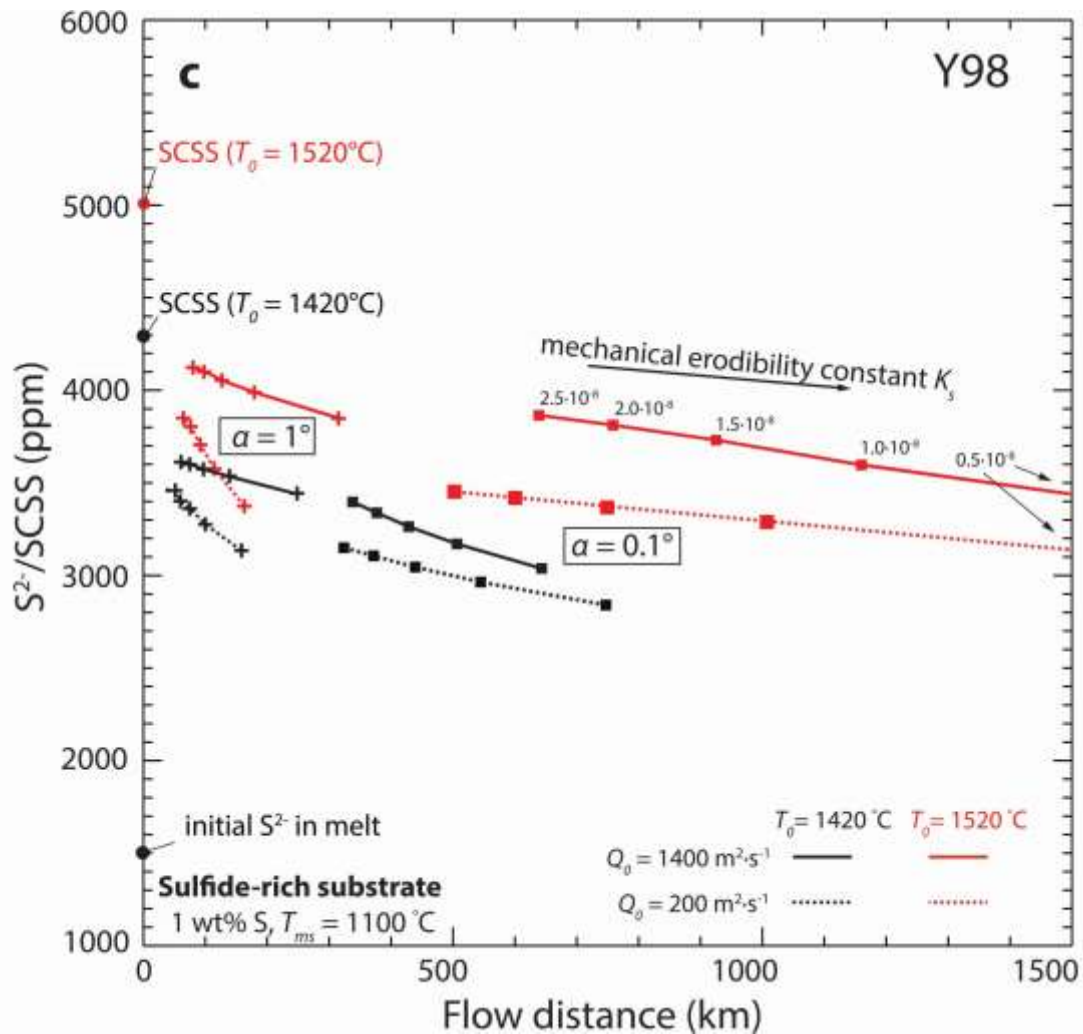 6000
c
Y98
SCSS (T₀ = 1520°C)
5000
SCSS (T₀ = 1420°C)
4000
mechanical erodibility constant Kₛ
2.5·10⁻⁸
2.0·10⁻⁸
1.5·10⁻⁸
1.0·10⁻⁸
0.5·10⁻⁸
α = 1°
α = 0.1°
S²⁻/SCSS (ppm)
3000
2000
initial S²⁻ in melt
Sulfide-rich substrate
1 wt% S, Tₘₛ = 1100 °C
T₀= 1420 °C T₀= 1520 °C
Q₀ = 1400 m²·s⁻¹
Q₀ = 200 m²·s⁻¹
1000
0 500 1000 1500
Flow distance (km)